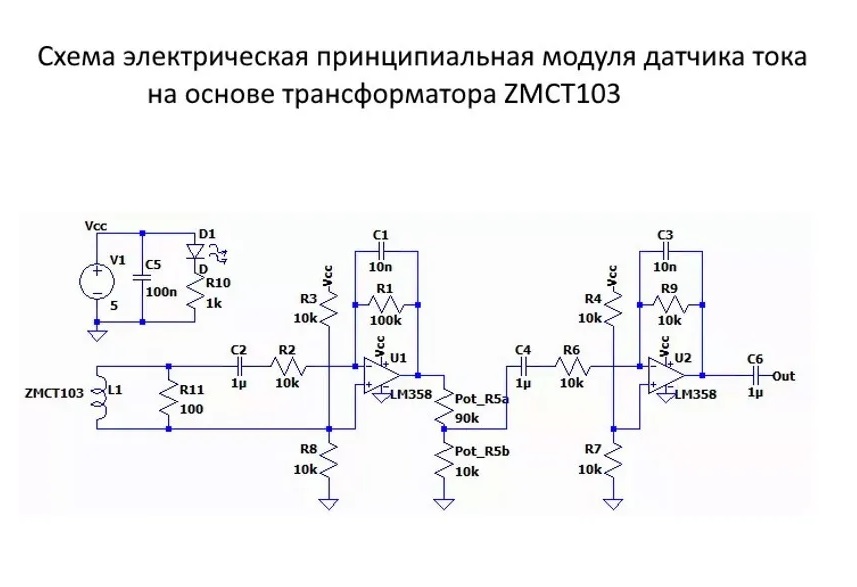 Схема электрическая принципиальная модуля датчика тока
на основе трансформатора ZMCT103
Vcc
V1
5
C5
100n
D1
D
R10
1k
ZMCT103
L1
R11
100
C2
1µ
R2
10k
R3
10k
Vcc
R8
10k
C1
10n
R1
100k
Vcc
U1
LM358
Pot_R5a
90k
Pot_R5b
10k
C4
1µ
R6
10k
R4
10k
Vcc
R7
10k
C3
10n
R9
10k
Vcc
U2
LM358
C6
1µ
Out